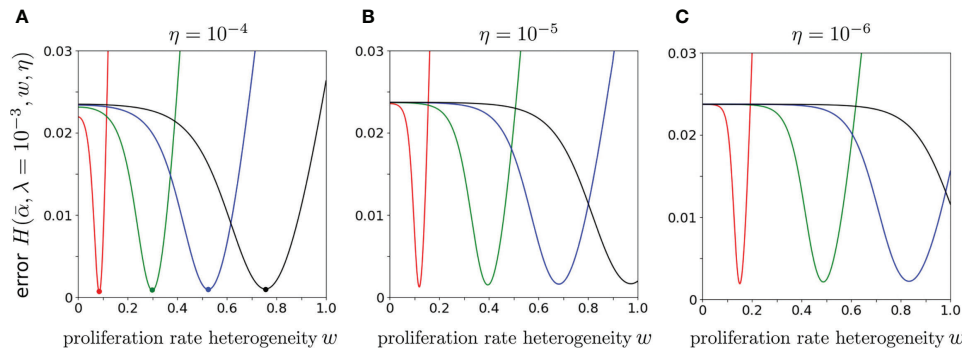 A
η = 10⁻⁴
B
η = 10⁻⁵
C
η = 10⁻⁶
error H(ᾱ, λ = 10⁻³, w, η)
0.03
0.02
0.01
0
0 0.2 0.4 0.6 0.8 1.0
proliferation rate heterogeneity w
0.03
0.02
0.01
0
0.0 0.2 0.4 0.6 0.8 1.0
proliferation rate heterogeneity w
0.03
0.02
0.01
0
0.0 0.2 0.4 0.6 0.8 1.0
proliferation rate heterogeneity w